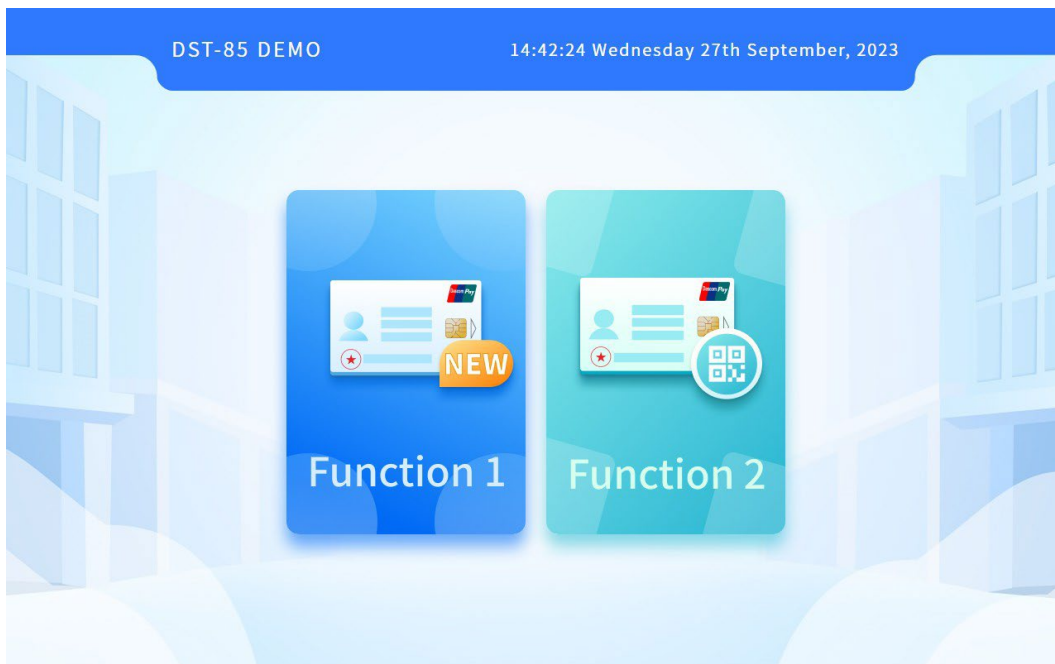 DST-85 DEMO
14:42:24 Wednesday 27th September, 2023
NEW
Function 1
Function 2